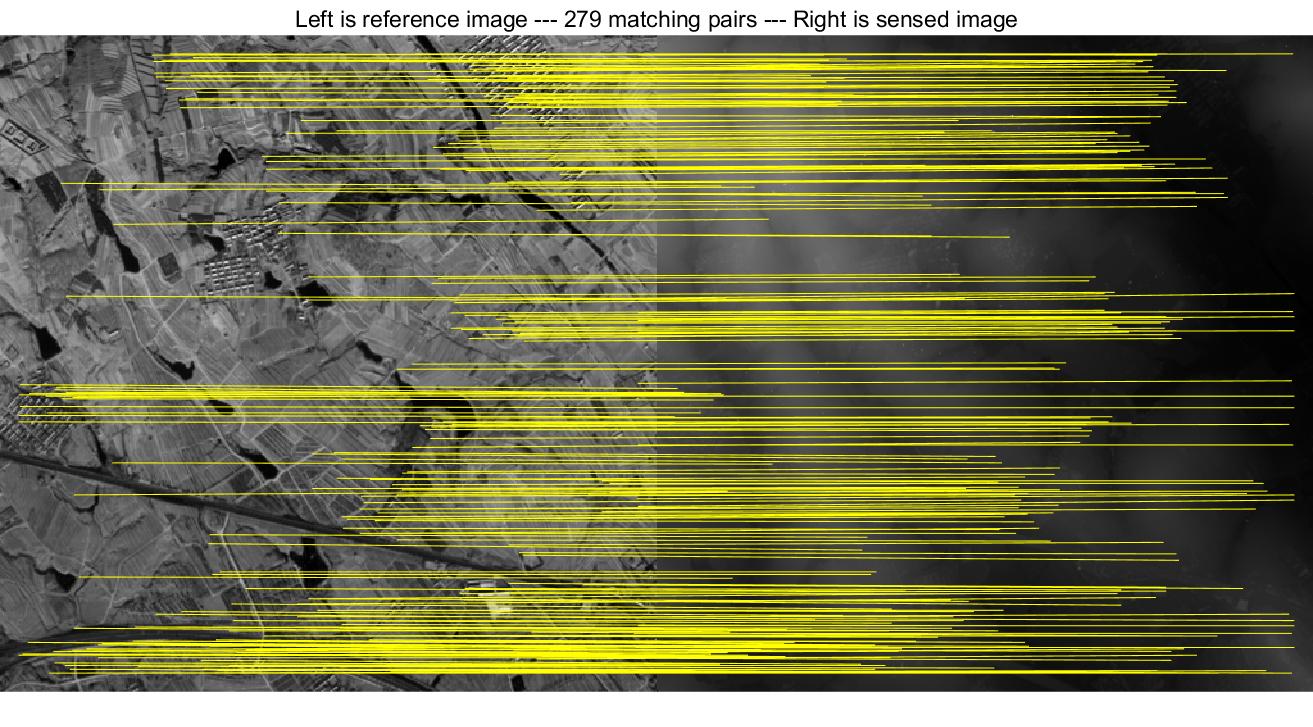 Left is reference image --- 279 matching pairs --- Right is sensed image